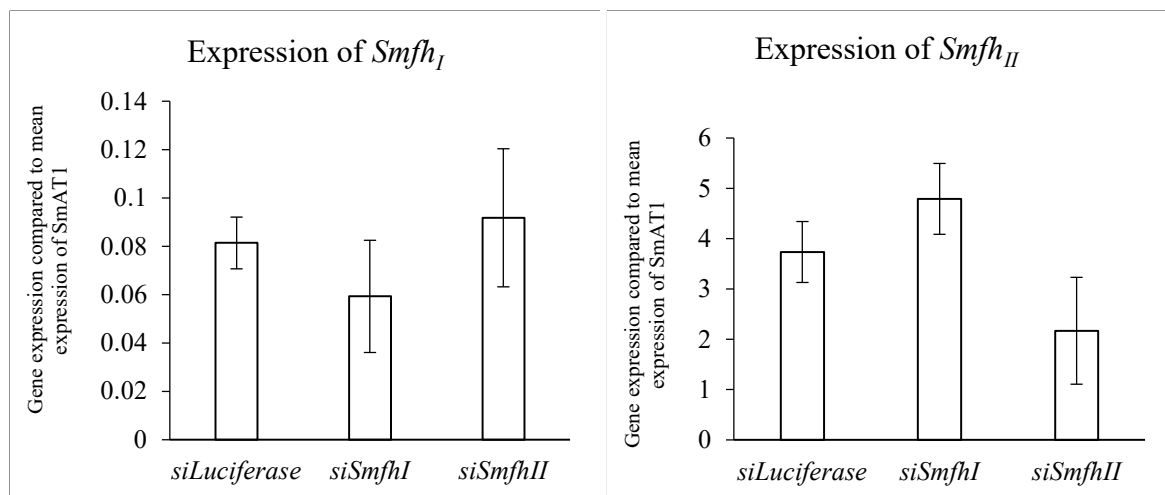 Expression of Smfh_I
Gene expression compared to mean
expression of SmAT1
0.14
0.12
0.1
0.08
0.06
0.04
0.02
0
siLuciferase
siSmfhI
siSmfhII
Expression of Smfh_II
Gene expression compared to mean
expression of SmAT1
6
5
4
3
2
1
0
siLuciferase
siSmfhI
siSmfhII